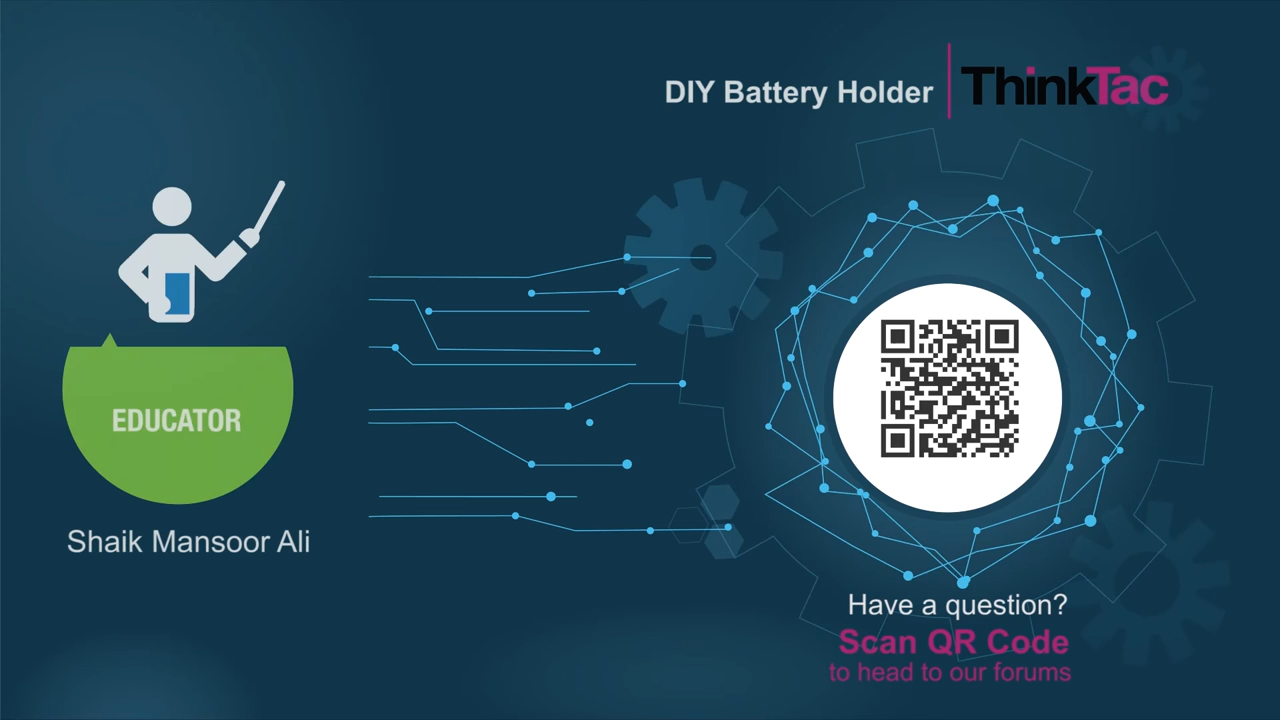 DIY Battery Holder
ThinkTac
EDUCATOR
Shaik Mansoor Ali
Have a question?
Scan QR Code
to head to our forums